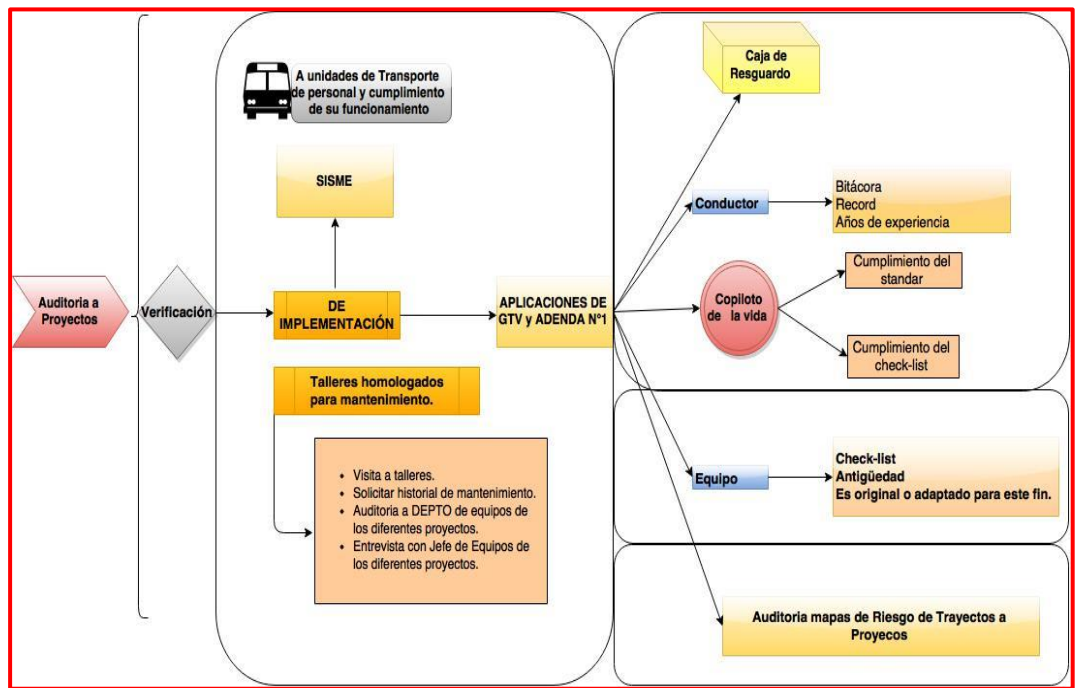 Auditoria a
Proyectos
Verificación
A unidades de Transporte
de personal y cumplimiento
de su funcionamiento
SISME
DE
IMPLEMENTACIÓN
Talleres homologados
para mantenimiento.
• Visita a talleres.
• Solicitar historial de mantenimiento.
• Auditoria a DEPTO de equipos de
los diferentes proyectos.
• Entrevista con Jefe de Equipos de
los diferentes proyectos.
APLICACIONES DE
GTV y ADENDA N°1
Caja de
Resguardo
Conductor
Bitácora
Record
Años de experiencia
Copiloto
de la vida
Cumplimiento del
standar
Cumplimiento del
check-list
Equipo
Check-list
Antigüedad
Es original o adaptado para este fin.
Auditoria mapas de Riesgo de Trayectos a
Proyecos